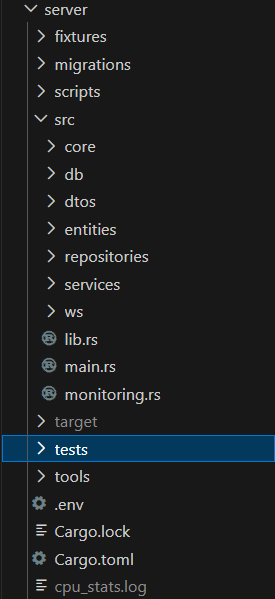 server
fixtures
migrations
scripts
src
core
db
dtos
entities
repositories
services
ws
lib.rs
main.rs
monitoring.rs
target
tests
tools
.env
Cargo.lock
Cargo.toml
cpu_stats.log